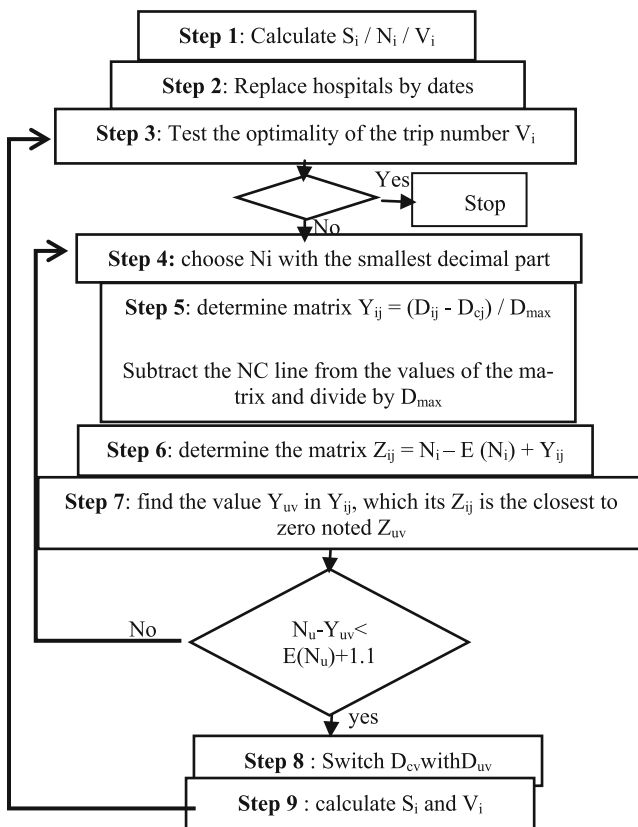 Step 1: Calculate Si / Ni / Vi
Step 2: Replace hospitals by dates
Step 3: Test the optimality of the trip number Vi
Yes
Stop
No
Step 4: choose Ni with the smallest decimal part
Step 5: determine matrix Yij = (Dij - Dcj) / Dmax
Subtract the NC line from the values of the ma-
trix and divide by Dmax
Step 6: determine the matrix Zij = Ni – E (Ni) + Yij
Step 7: find the value Yuv in Yij, which its Zij is the closest to
zero noted Zuv
No
Nu-Yuv<
E(Nu)+1.1
yes
Step 8 : Switch DcvwithDuv
Step 9 : calculate Si and Vi